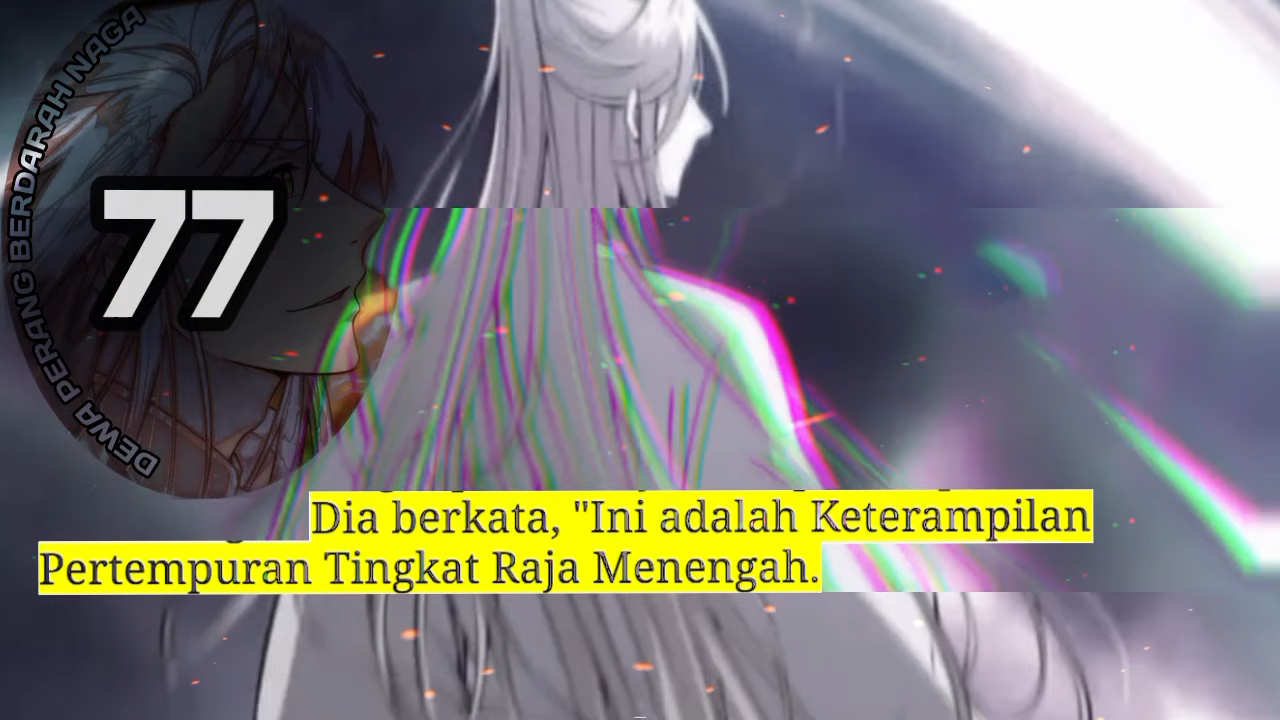 DEWA PERANG BERDARAH NAGA
77
Dia berkata, "Ini adalah Keterampilan
Pertempuran Tingkat Raja Menengah.